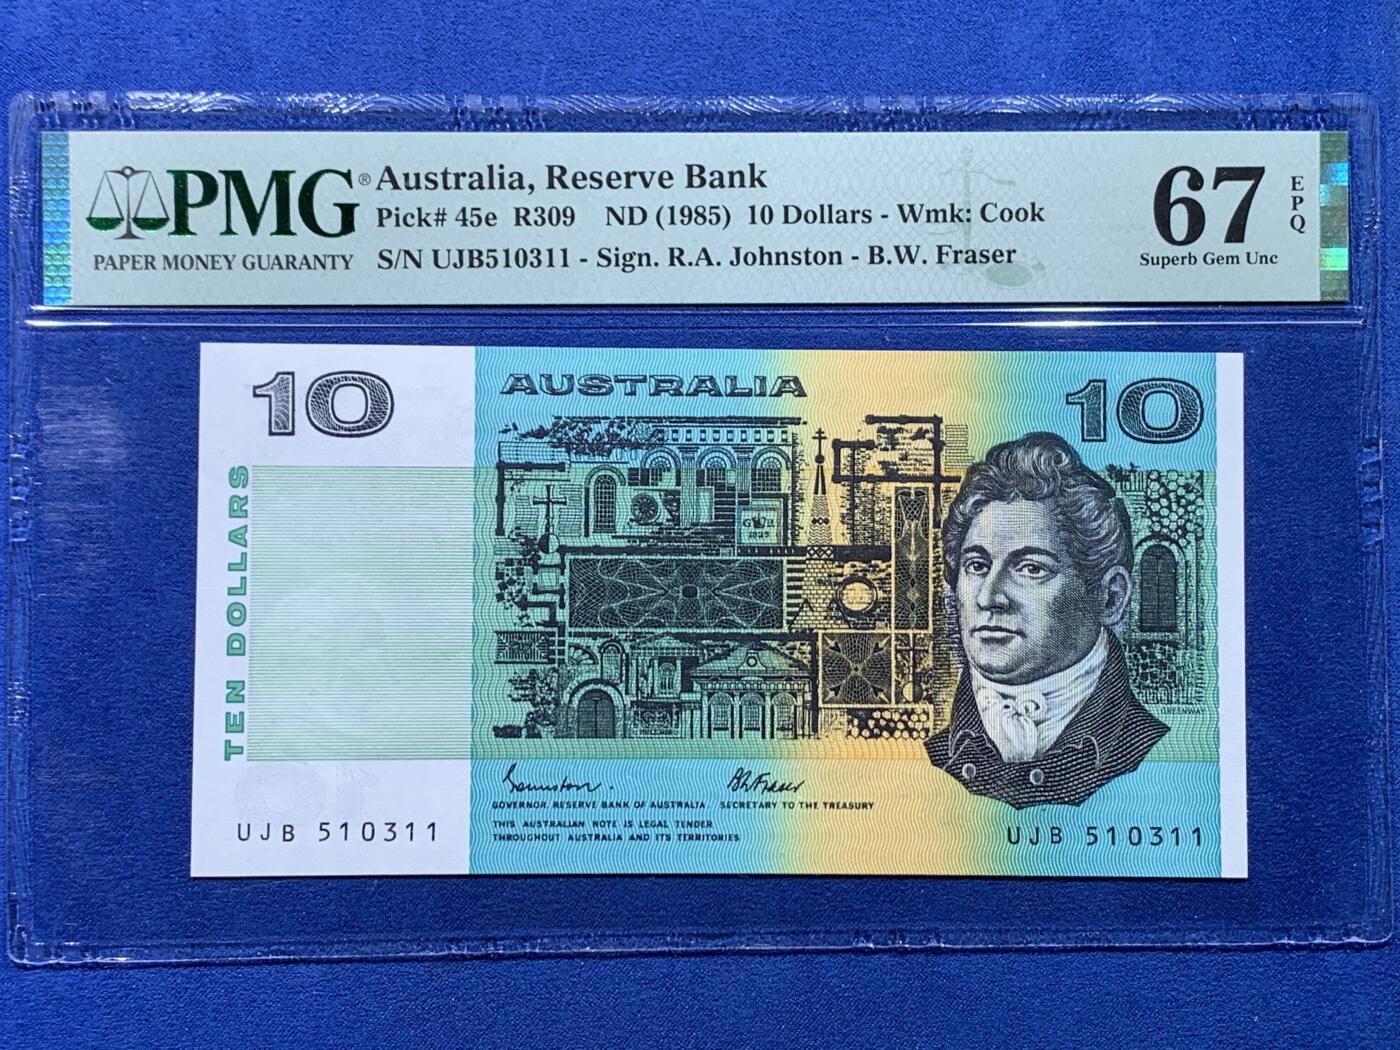 PMG®
PAPER MONEY GUARANTY
Australia, Reserve Bank
Pick# 45e R309 ND (1985) 10 Dollars - Wmk: Cook
S/N UJB510311 - Sign. R.A. Johnston - B.W. Fraser
67
EPQ
Superb Gem Unc
10
AUSTRALIA
10
TEN DOLLARS
GREENWAY
Johnston. BWFraser
GOVERNOR, RESERVE BANK OF AUSTRALIA SECRETARY TO THE TREASURY
THIS AUSTRALIAN NOTE IS LEGAL TENDER
THROUGHOUT AUSTRALIA AND ITS TERRITORIES
UJB 510311
UJB 510311